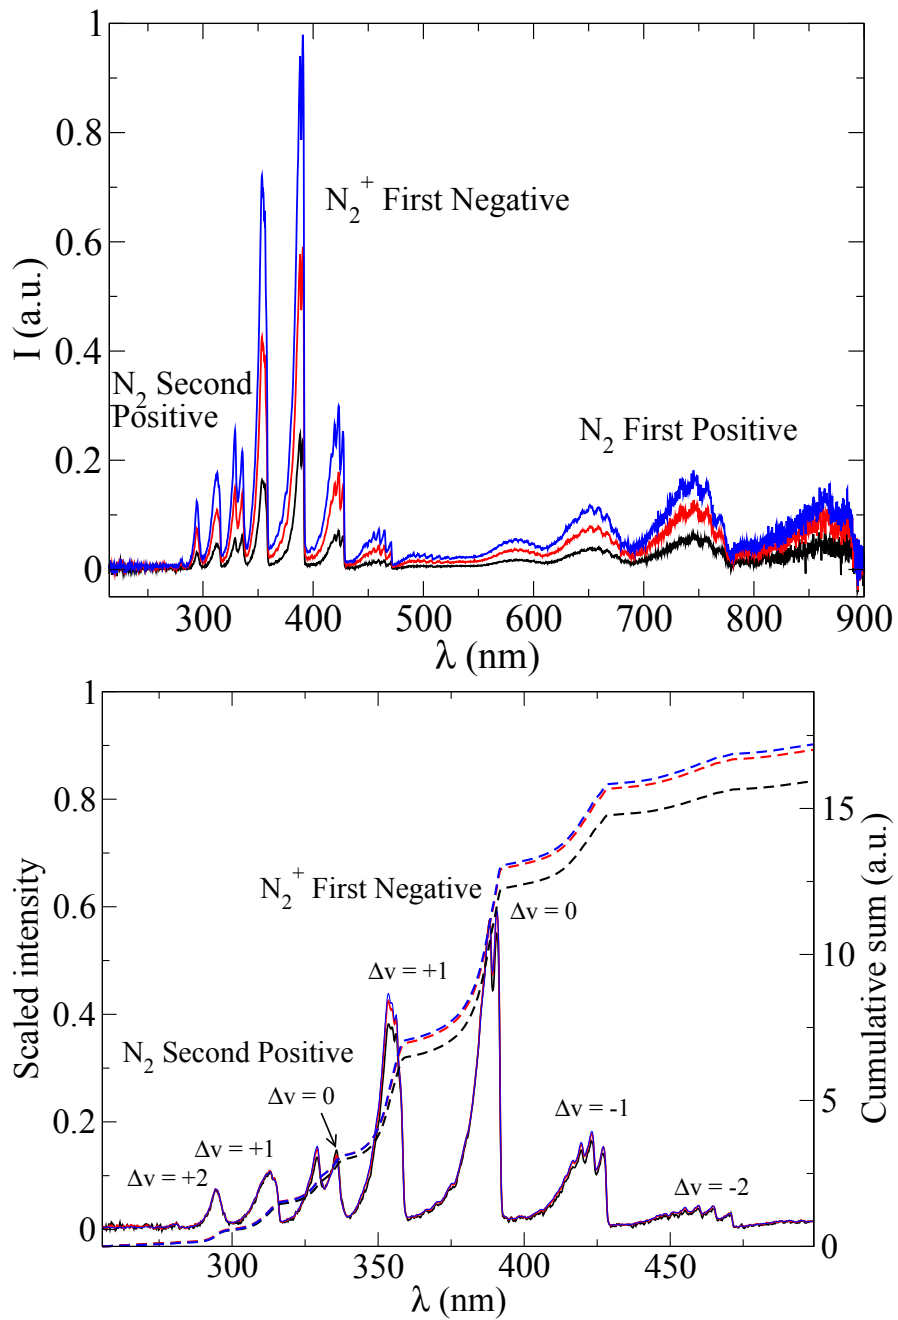 1
0.8
0.6
0.4
0.2
0
I (a.u.)
N₂⁺ First Negative
N₂ Second
Positive
N₂ First Positive
300 400 500 600 700 800 900
λ (nm)
1
0.8
0.6
0.4
0.2
0
Scaled intensity
15
10
5
0
Cumulative sum (a.u.)
N₂⁺ First Negative
Δv = 0
Δv = +1
N₂ Second Positive
Δv = 0
Δv = +1
Δv = +2
Δv = -1
Δv = -2
300 350 400 450
λ (nm)